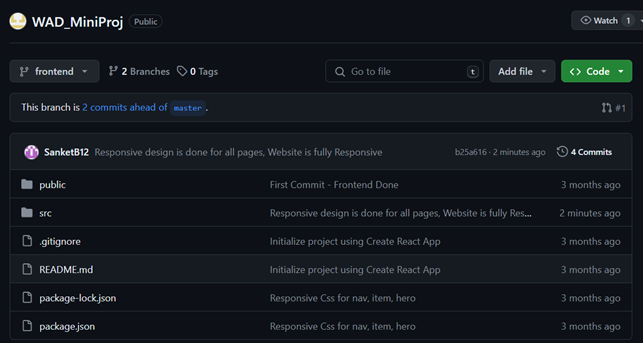 WAD_MiniProj Public Watch 1
frontend 2 Branches 0 Tags Go to file t Add file Code
This branch is 2 commits ahead of master. #1
SanketB12 Responsive design is done for all pages, Website is fully Responsive b25a616 · 2 minutes ago 4 Commits
public First Commit - Frontend Done 3 months ago
src Responsive design is done for all pages, Website is fully Res... 2 minutes ago
.gitignore Initialize project using Create React App 3 months ago
README.md Initialize project using Create React App 3 months ago
package-lock.json Responsive Css for nav, item, hero 3 months ago
package.json Responsive Css for nav, item, hero 3 months ago